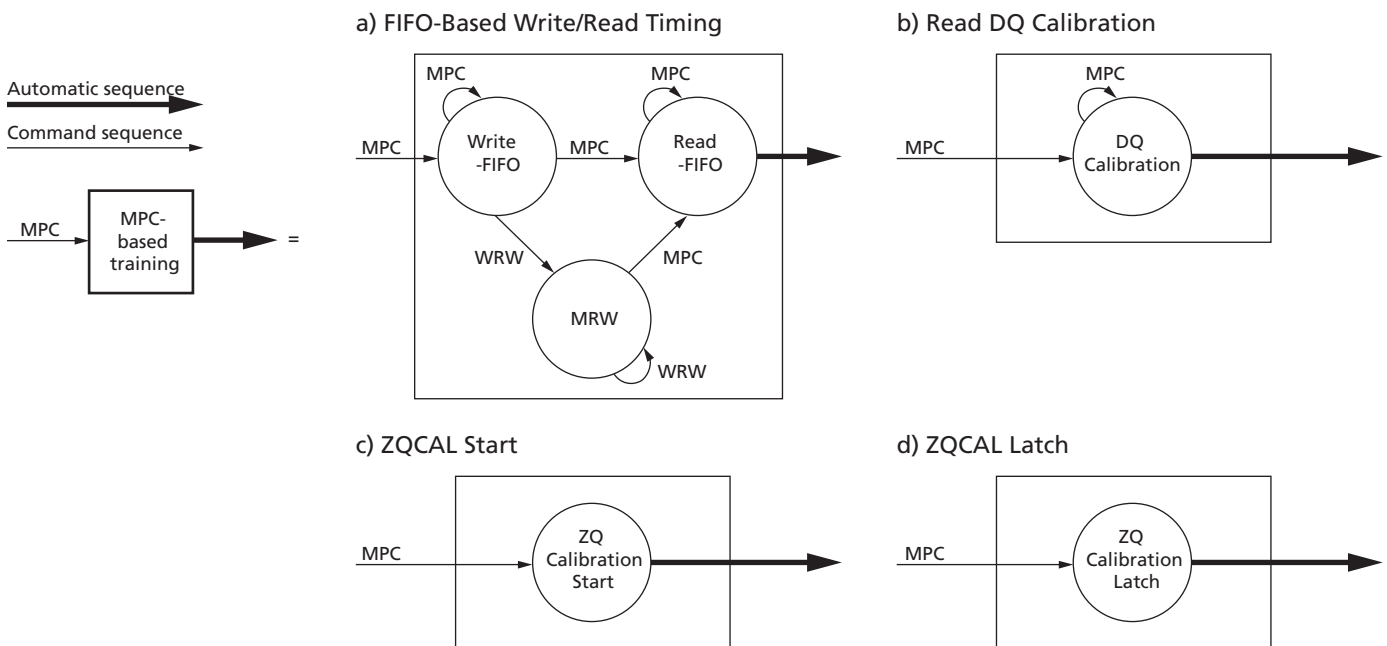 a) FIFO-Based Write/Read Timing
b) Read DQ Calibration
Automatic sequence
Command sequence
MPC
MPC-
based
training
=
MPC
MPC
MPC
Write
-FIFO
MPC
Read
-FIFO
WRW
MPC
MRW
WRW
MPC
MPC
DQ
Calibration
c) ZQCAL Start
d) ZQCAL Latch
MPC
ZQ
Calibration
Start
MPC
ZQ
Calibration
Latch